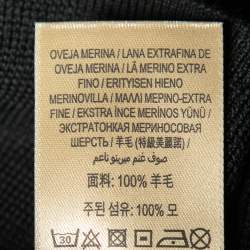 OVEJA MERINA / LANA EXTRAFINA DE
OVEJA MERINA / LÃ MERINO EXTRA
FINO / ERITYISEN HIENO
MERINOVILLA / ΜΑΛΛΙ ΜΕΡΙΝΟ-EXTRA
FINE / EKSTRA İNCE MERİNOS YÜNÜ /
ЭКСТРАТОНКАЯ МЕРИНОСОВАЯ
ШЕРСТЬ / 羊毛 (特級美麗諾) /
صوف غنم ميرينو ناعم
面料: 100% 羊毛
주된 섬유: 100% 모
30